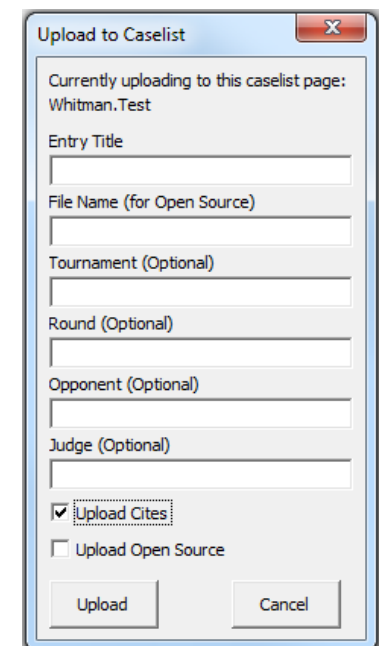 Upload to Caselist
X
Currently uploading to this caselist page:
Whitman.Test
Entry Title
File Name (for Open Source)
Tournament (Optional)
Round (Optional)
Opponent (Optional)
Judge (Optional)
Upload Cites
Upload Open Source
Upload Cancel